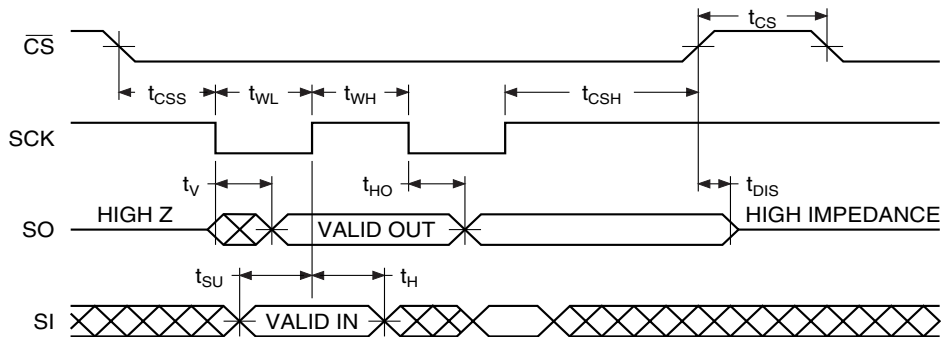 t_CS
CS
t_CSS t_WL t_WH t_CSH
SCK
t_V t_HO t_DIS
HIGH Z VALID OUT HIGH IMPEDANCE
SO
t_SU t_H
SI VALID IN